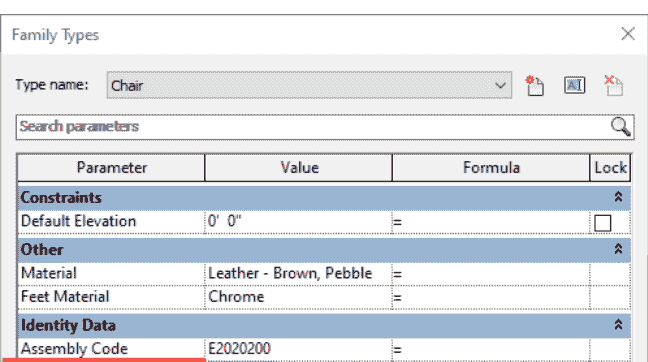 Family Types
Type name: Chair
Search parameters
Parameter Value Formula Lock
Constraints
Default Elevation 0' 0" =
Other
Material Leather - Brown, Pebble =
Feet Material Chrome =
Identity Data
Assembly Code E2020200 =